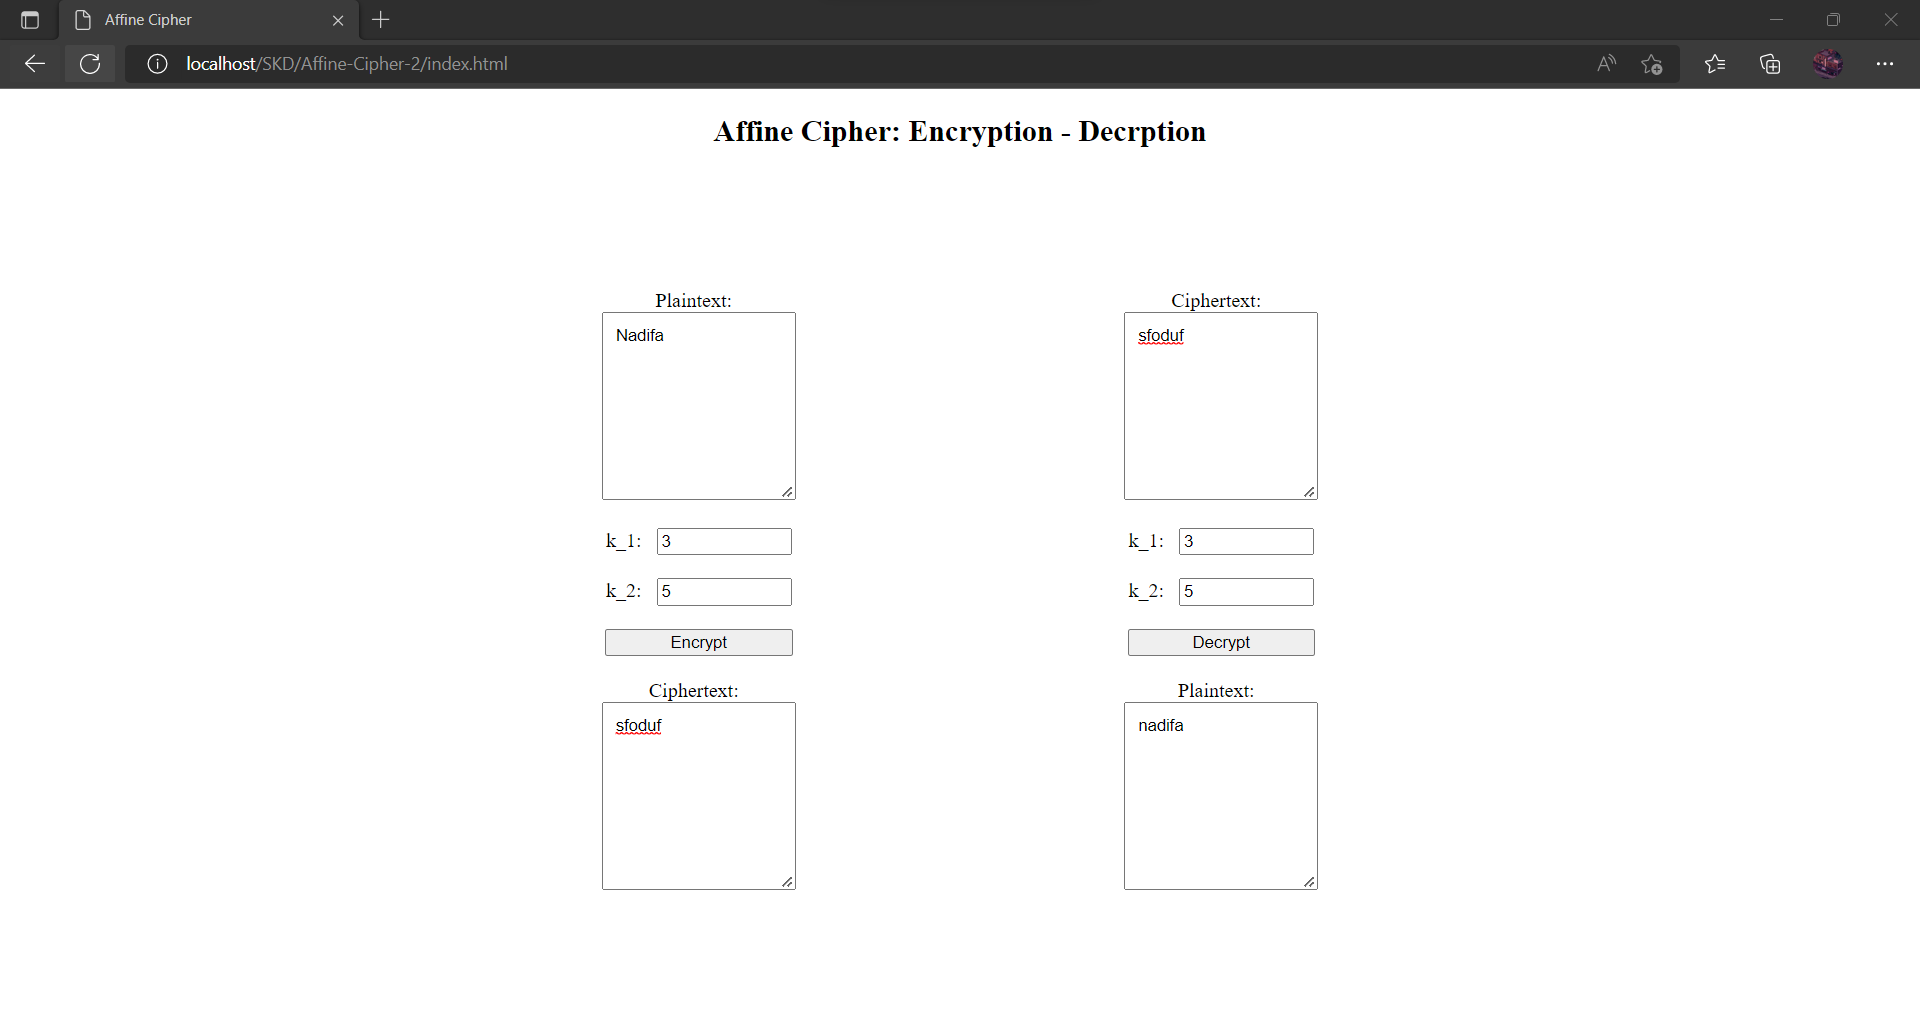 Affine Cipher
localhost/SKD/Affine-Cipher-2/index.html
Affine Cipher: Encryption - Decrption
Plaintext:
Nadifa
k_1: 3
k_2: 5
Encrypt
Ciphertext:
sfoduf
Ciphertext:
sfoduf
k_1: 3
k_2: 5
Decrypt
Plaintext:
nadifa